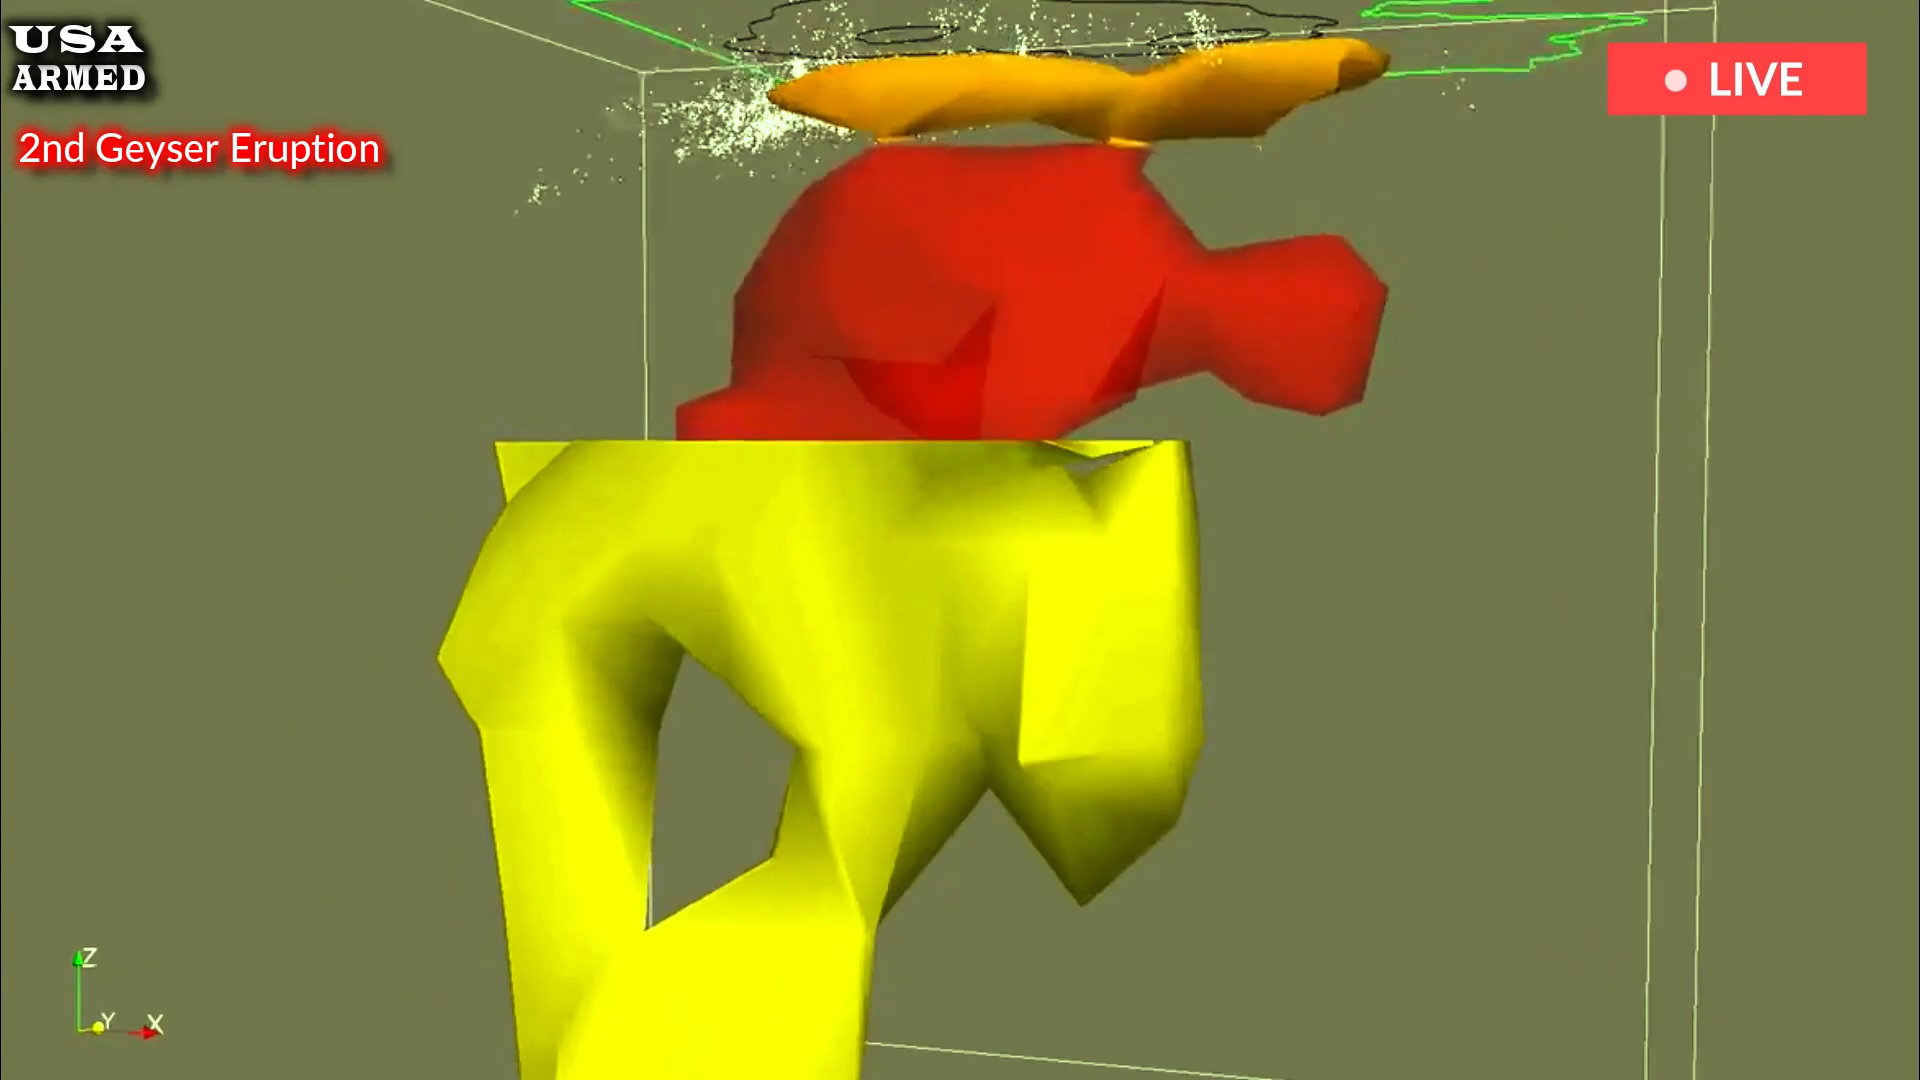 USA
ARMED
LIVE
2nd Geyser Eruption
Z
Y
X